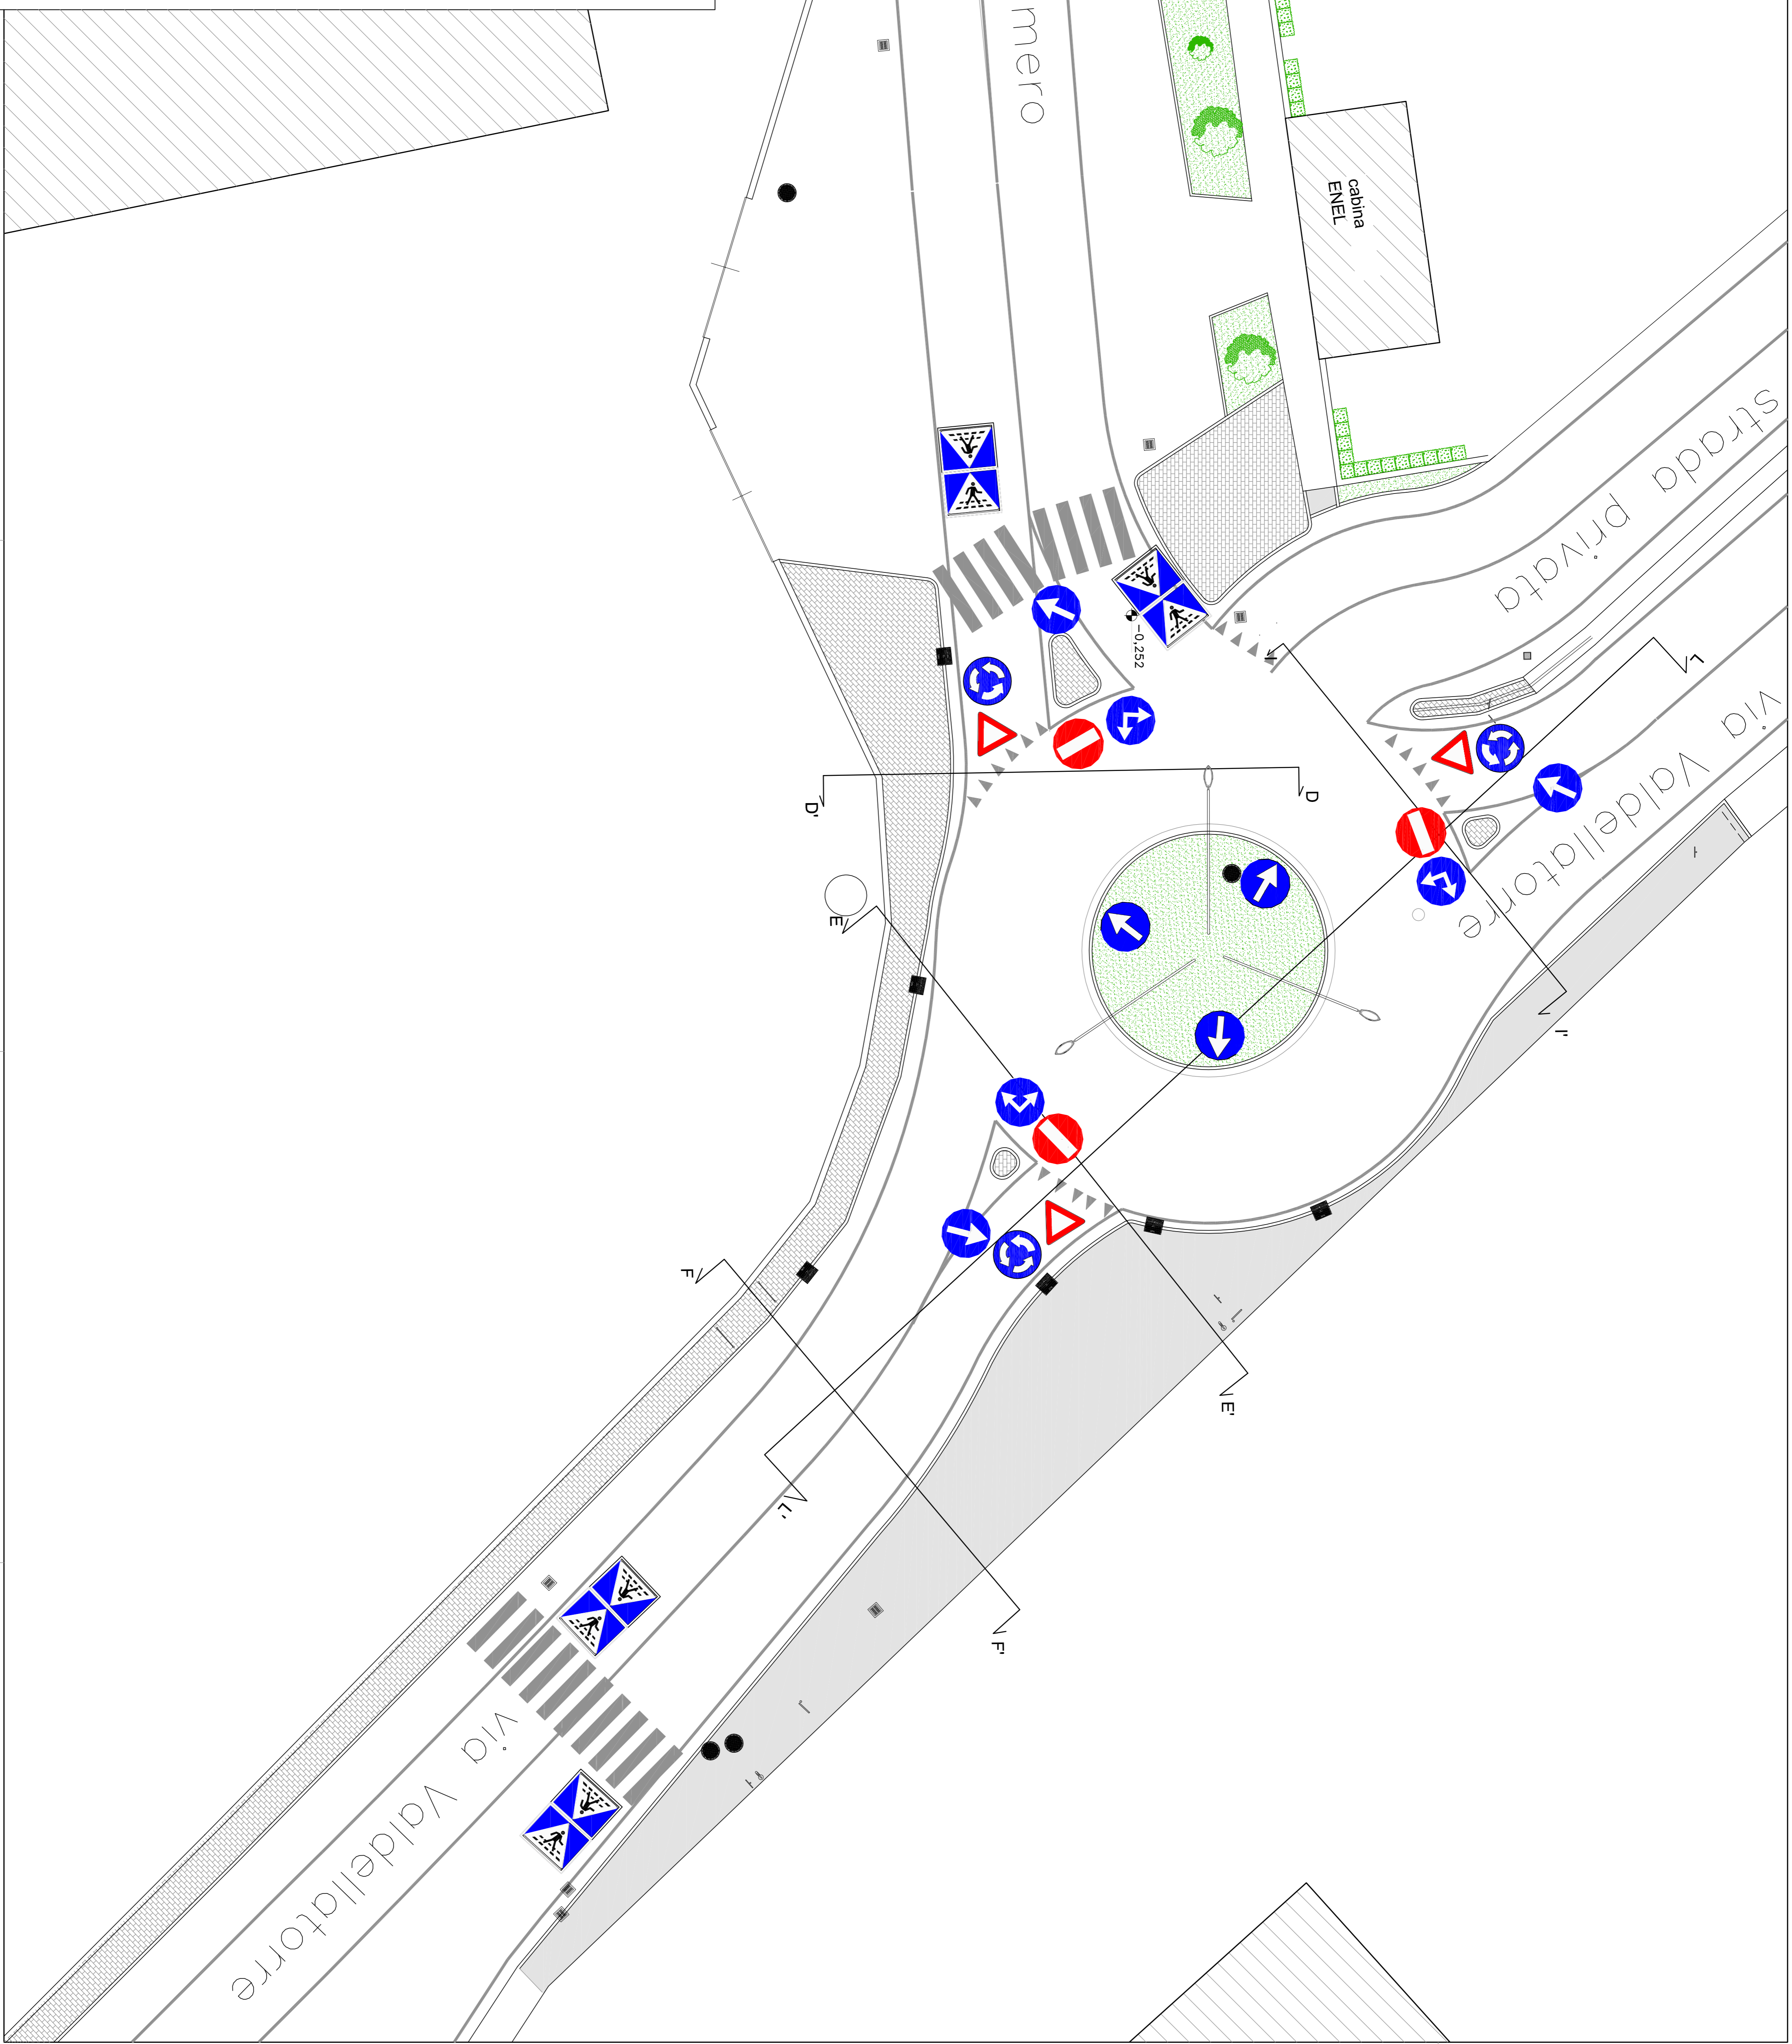 mero
cabina
ENEL
strada privata
via Valdellatorre
-0,252
D'
D
E
E'
F
F'
I'
L
L'
via Valdellatorre